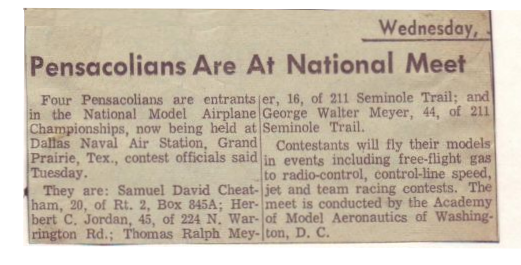 Wednesday,
Pensacolians Are At National Meet
Four Pensacolians are entrants
in the National Model Airplane
Championships, now being held at
Dallas Naval Air Station, Grand
Prairie, Tex., contest officials said
Tuesday.
They are: Samuel David Cheat-
ham, 20, of Rt. 2, Box 845A; Her-
bert C. Jordan, 45, of 224 N. War-
rington Rd.; Thomas Ralph Mey-
er, 16, of 211 Seminole Trail; and
George Walter Meyer, 44, of 211
Seminole Trail.
Contestants will fly their models
in events including free-flight gas
to radio-control, control-line speed,
jet and team racing contests. The
meet is conducted by the Academy
of Model Aeronautics of Washing-
ton, D. C.